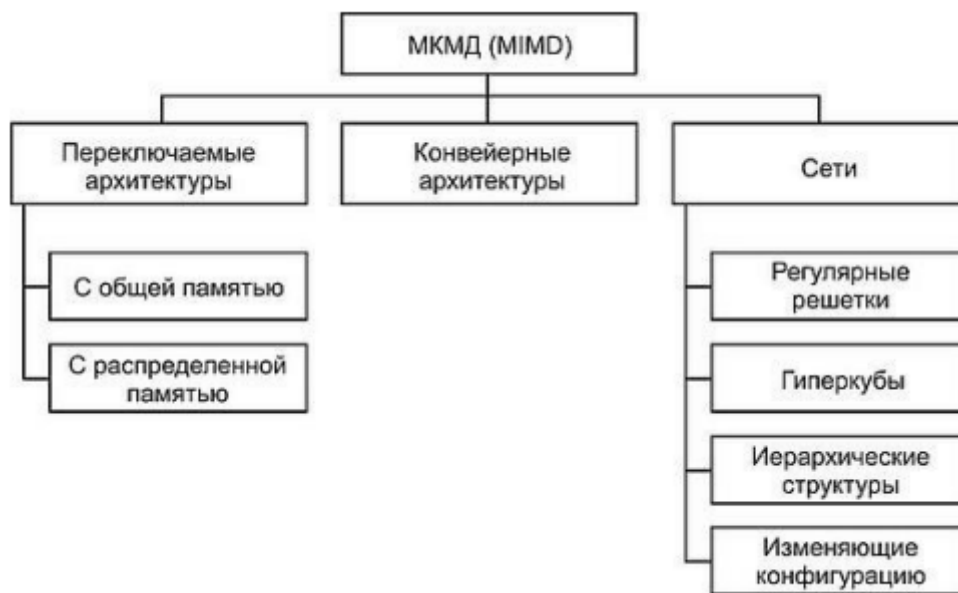 МКМД (MIMD)
Переключаемые
архитектуры
Конвейерные
архитектуры
Сети
С общей памятью
С распределенной
памятью
Регулярные
решетки
Гиперкубы
Иерархические
структуры
Изменяющие
конфигурацию